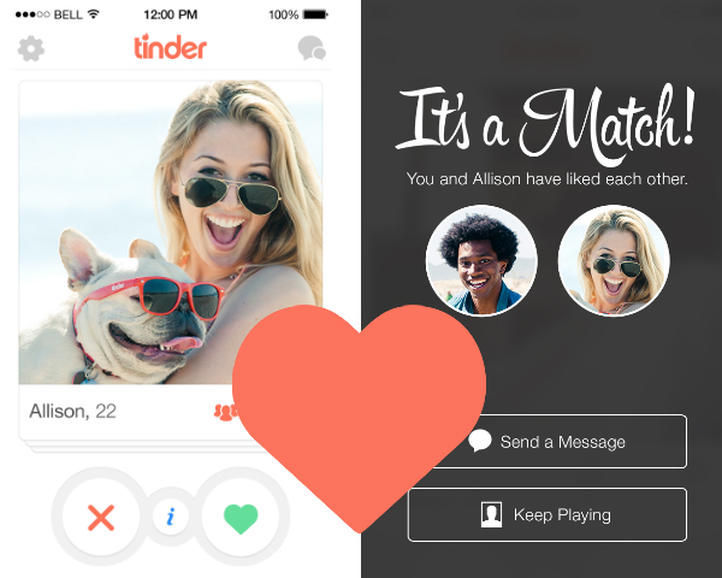 BELL 12:00 PM 100%
tinder
tinder
Allison, 22
i
It's a Match!
You and Allison have liked each other.
Send a Message
Keep Playing